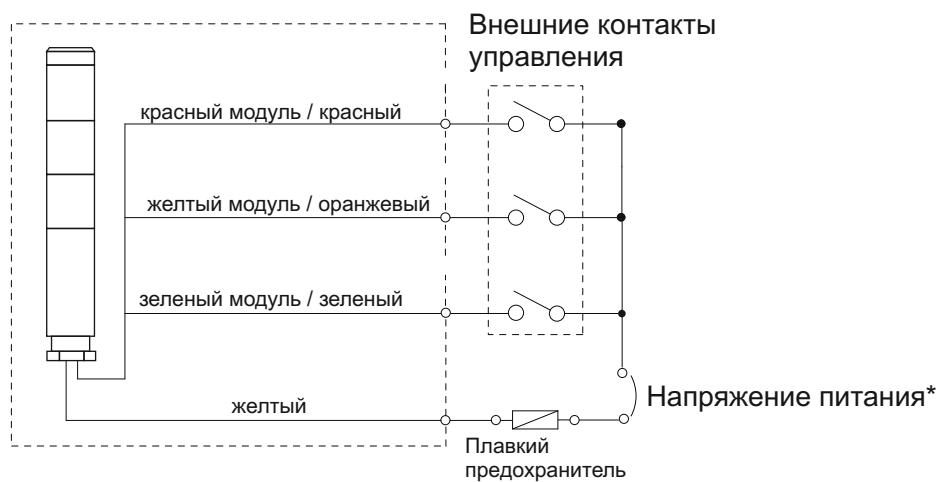 Внешние контакты
управления
красный модуль / красный
желтый модуль / оранжевый
зеленый модуль / зеленый
Напряжение питания*
желтый
Плавкий
предохранитель